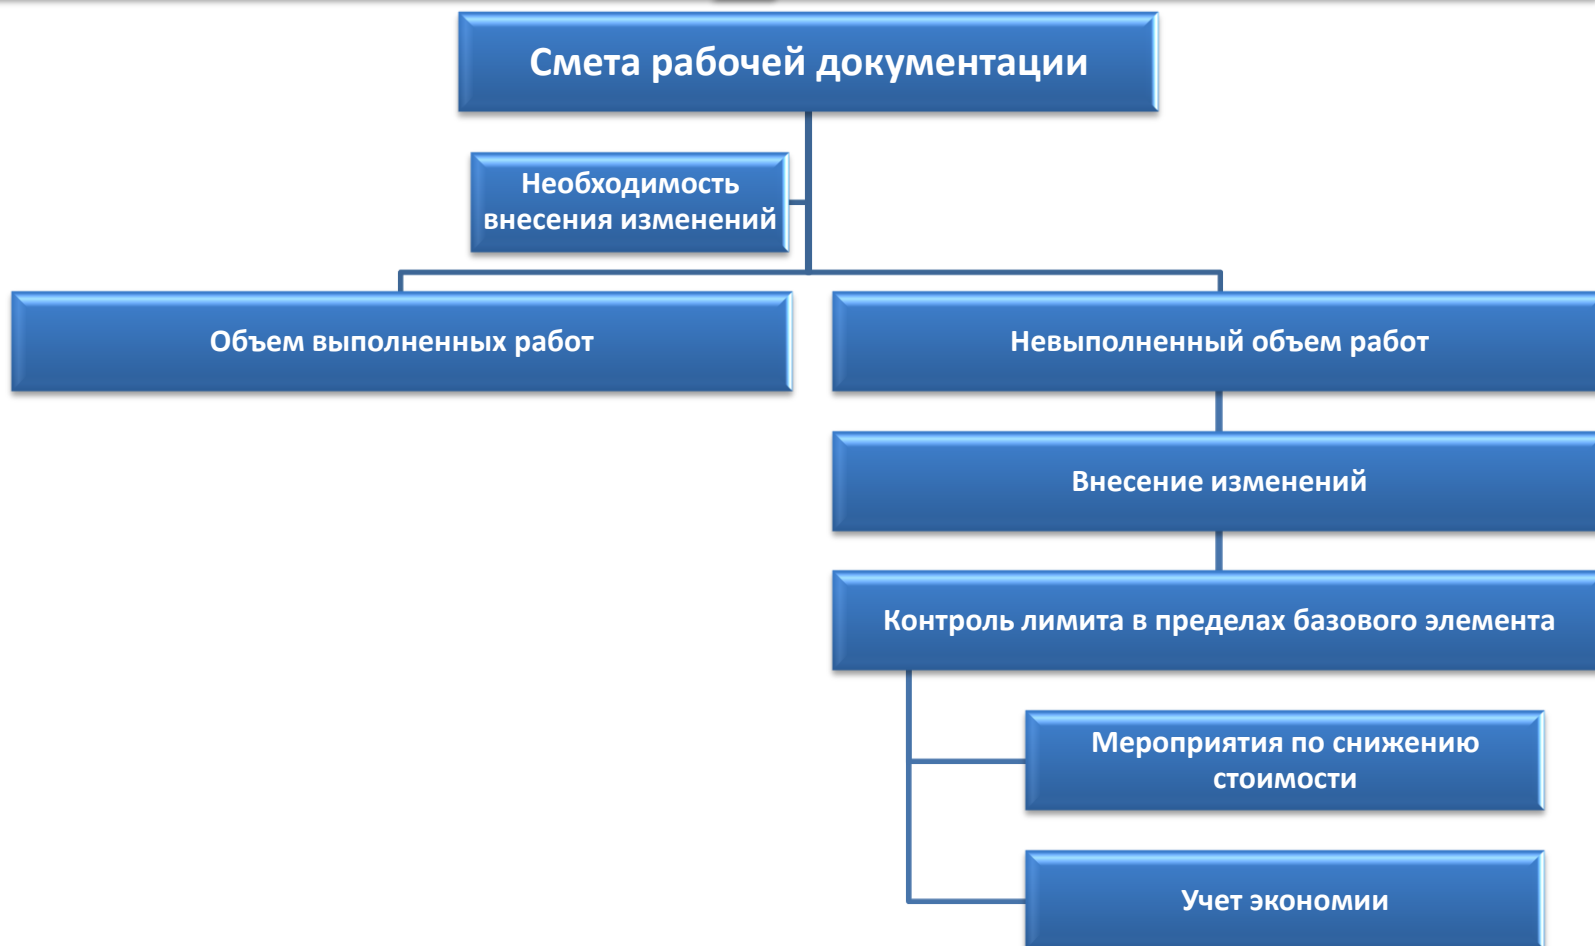 Смета рабочей документации
Необходимость
внесения изменений
Объем выполненных работ
Невыполненный объем работ
Внесение изменений
Контроль лимита в пределах базового элемента
Мероприятия по снижению
стоимости
Учет экономии